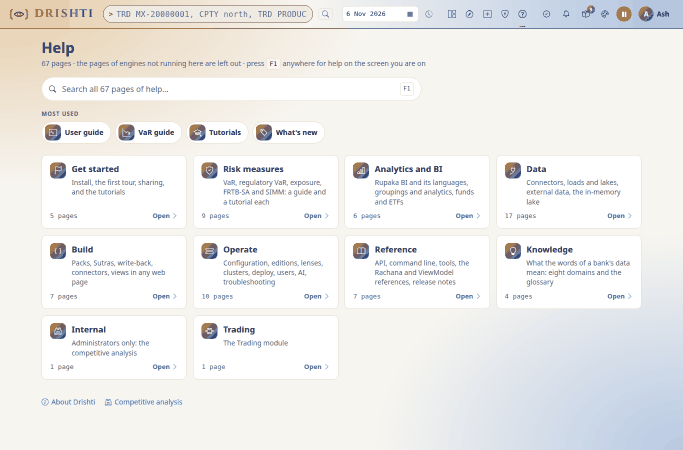 DRISHTI
> TRD MX-20000001, CPTY north, TRD PRODUC
6 Nov 2026
A Ash
Help
67 pages · the pages of engines not running here are left out · press F1 anywhere for help on the screen you are on
Search all 67 pages of help...
F1
MOST USED
User guide
VaR guide
Tutorials
What's new
Get started
Install, the first tour, sharing,
and the tutorials
5 pages
Open
Risk measures
VaR, regulatory VaR, exposure,
FRTB-SA and SIMM: a guide and
a tutorial each
9 pages
Open
Analytics and BI
Rupaka BI and its languages,
groupings and analytics, funds
and ETFs
6 pages
Open
Data
Connectors, loads and lakes,
external data, the in-memory
lake
17 pages
Open
Build
Packs, Sutras, write-back,
connectors, views in any web
page
7 pages
Open
Operate
Configuration, editions, lenses,
clusters, deploy, users, AI,
troubleshooting
10 pages
Open
Reference
API, command line, tools, the
Rachana and ViewModel
references, release notes
7 pages
Open
Knowledge
What the words of a bank's data
mean: eight domains and the
glossary
4 pages
Open
Internal
Administrators only: the
competitive analysis
1 page
Open
Trading
The Trading module
1 page
Open
About Drishti
Competitive analysis